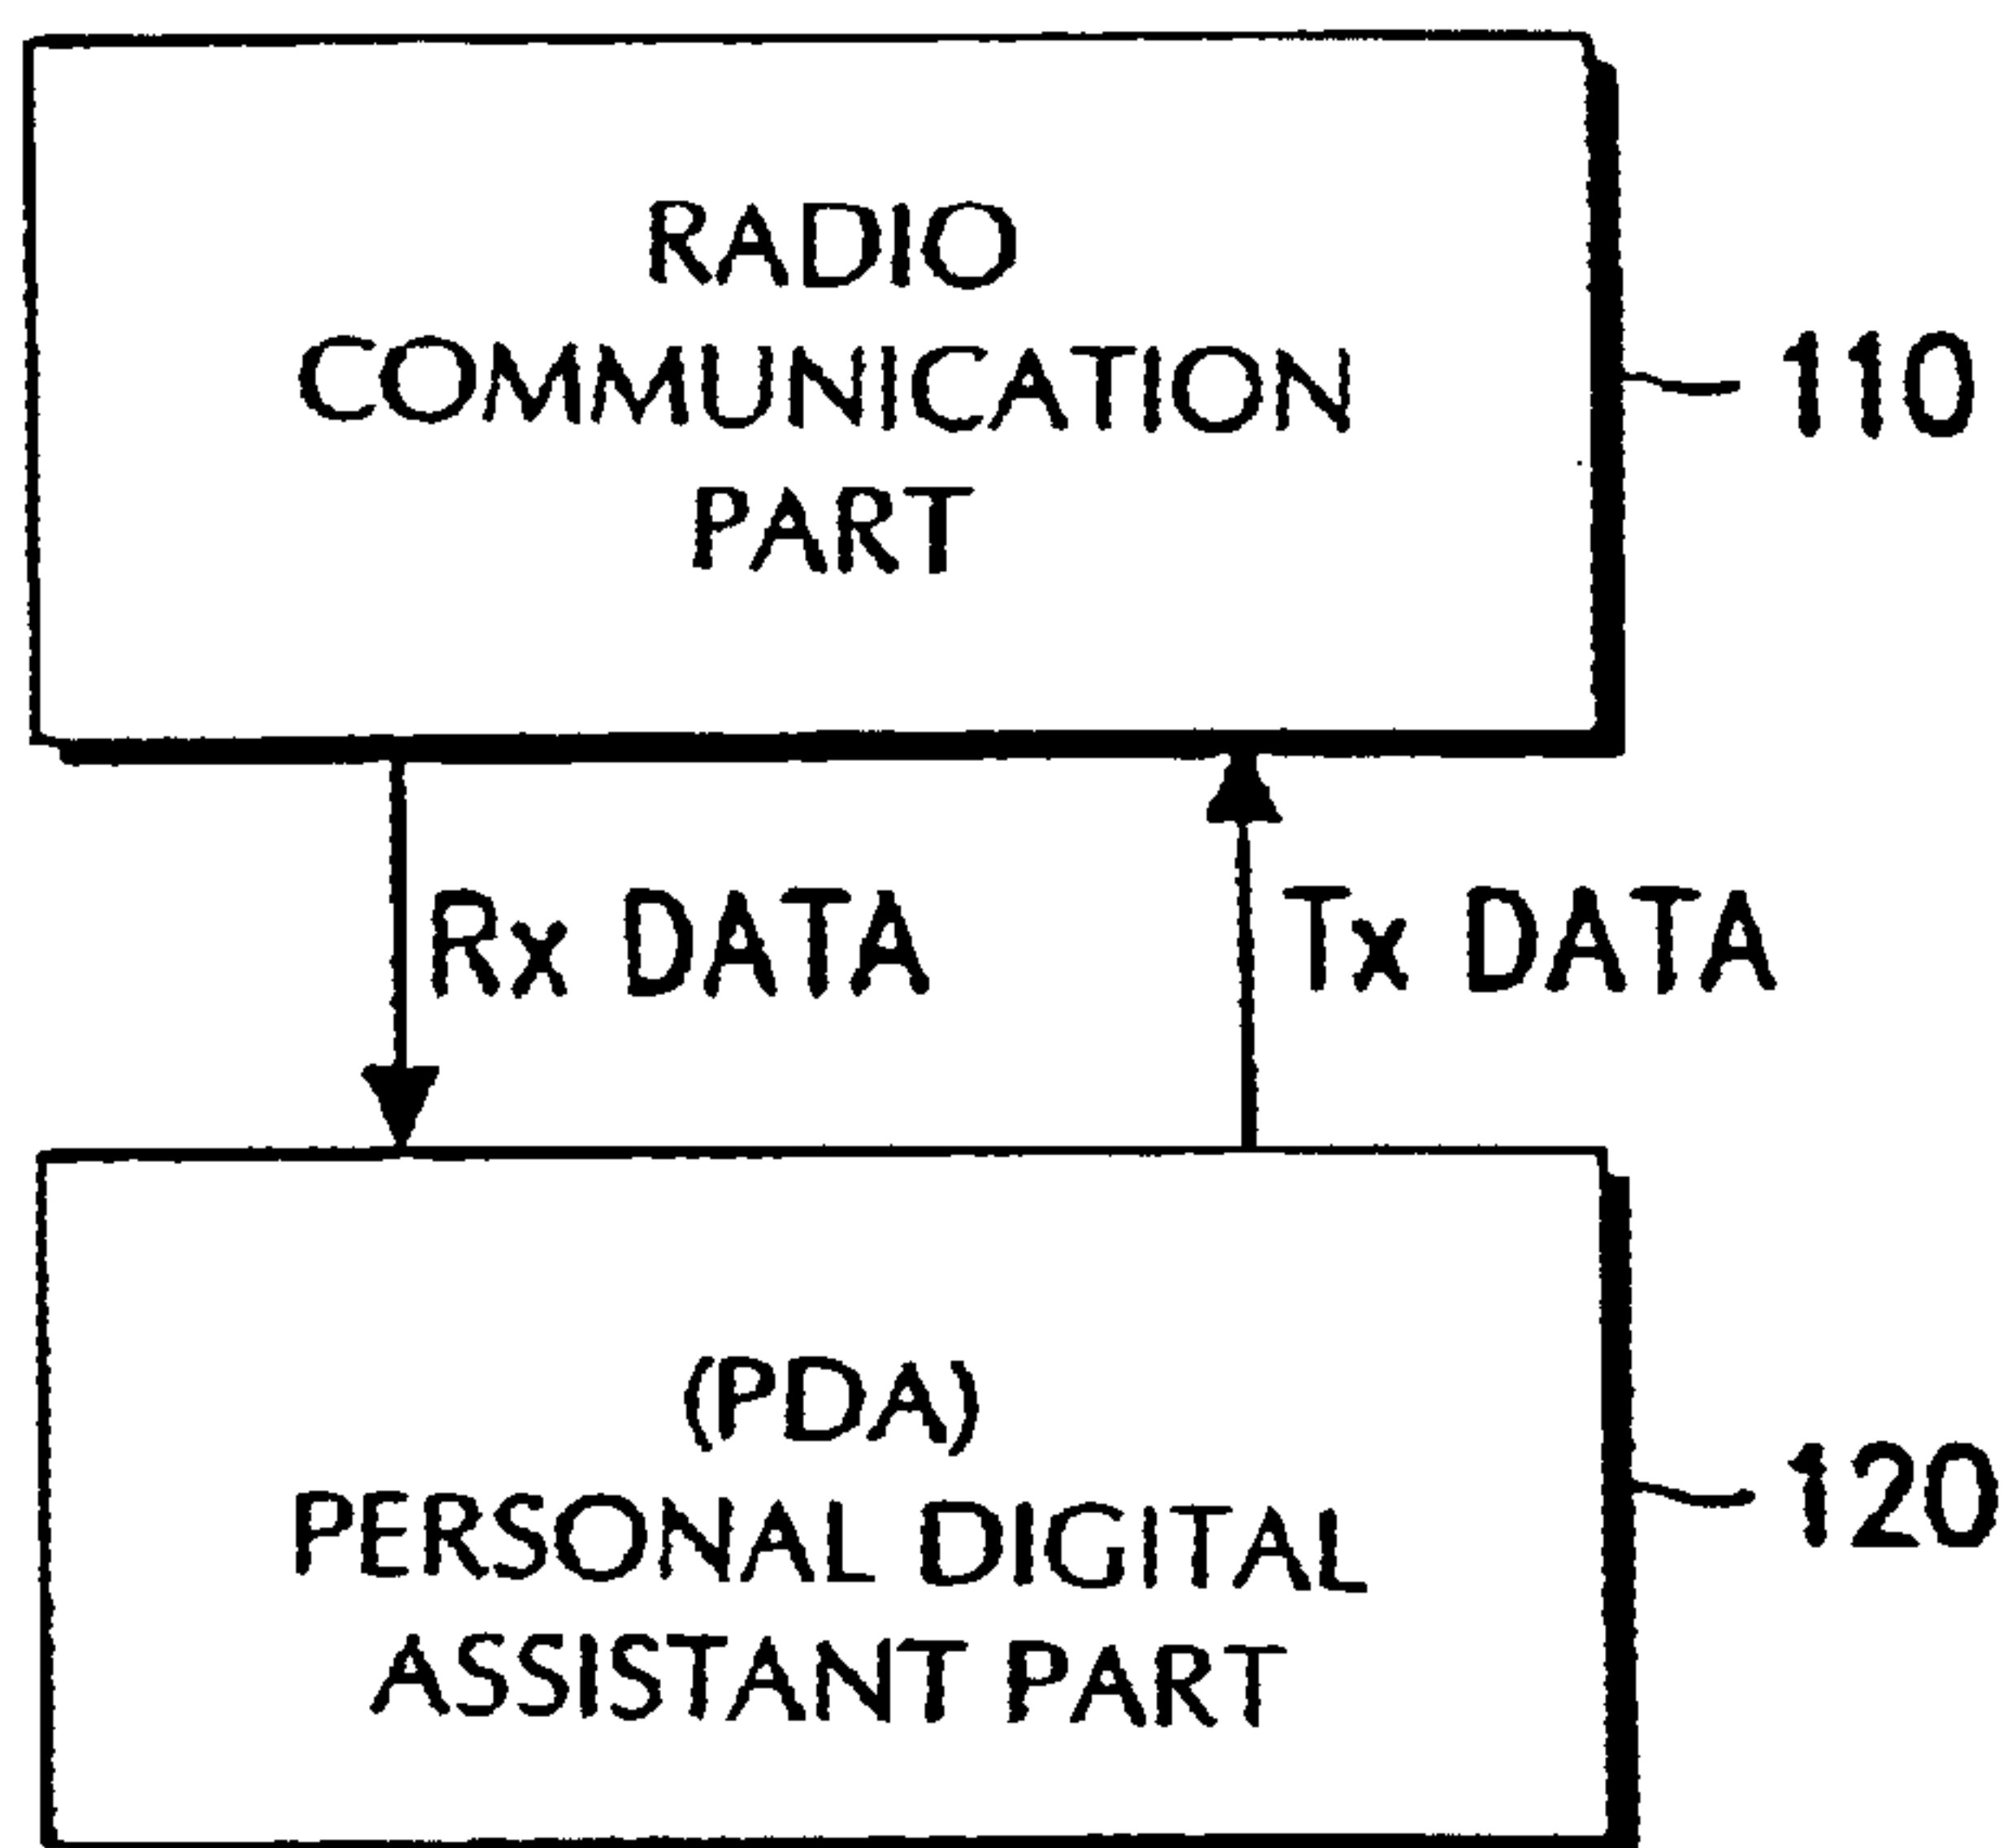 RADIO
COMMUNICATION
PART
110
Rx DATA
Tx DATA
(PDA)
PERSONAL DIGITAL
ASSISTANT PART
120